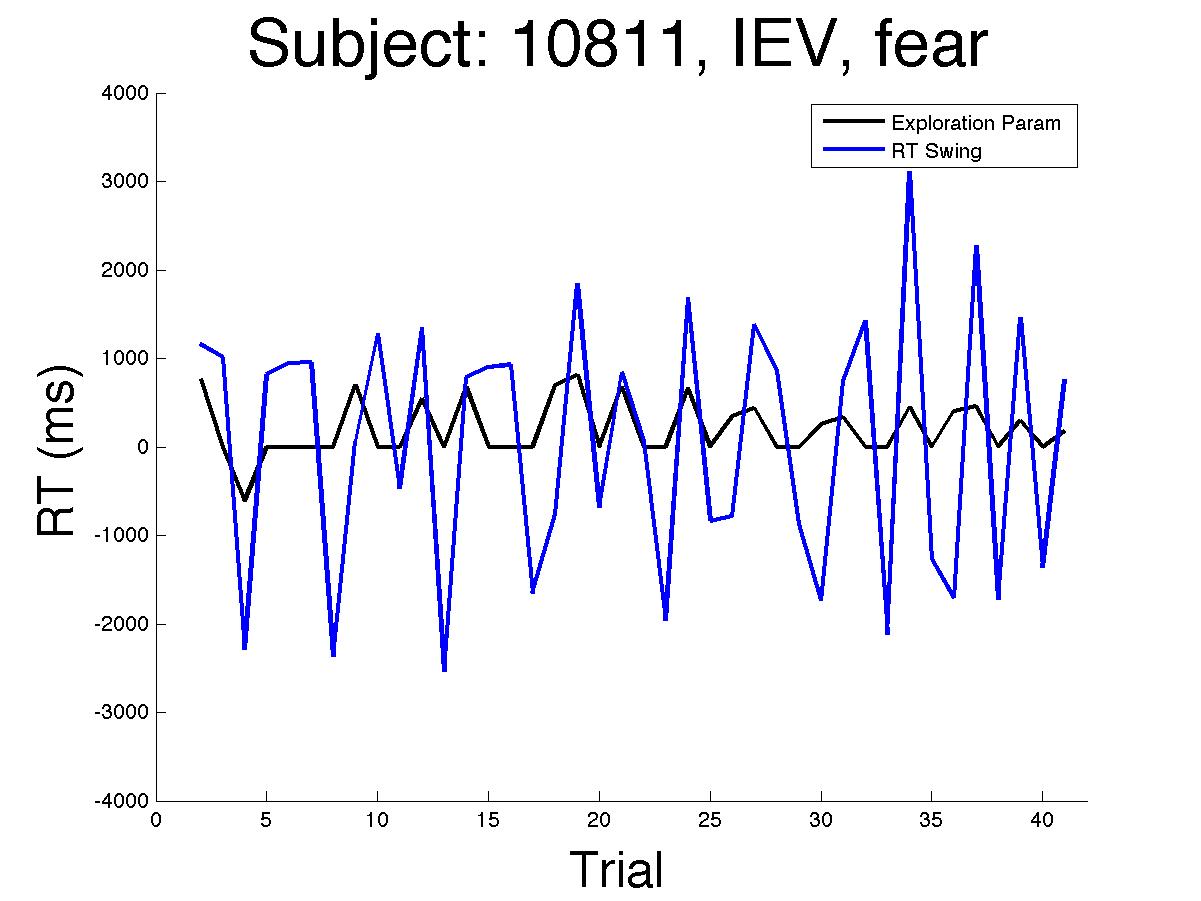 Subject: 10811, IEV, fear
Exploration Param
RT Swing
4000
3000
2000
1000
0
-1000
-2000
-3000
-4000
RT (ms)
0 5 10 15 20 25 30 35 40
Trial